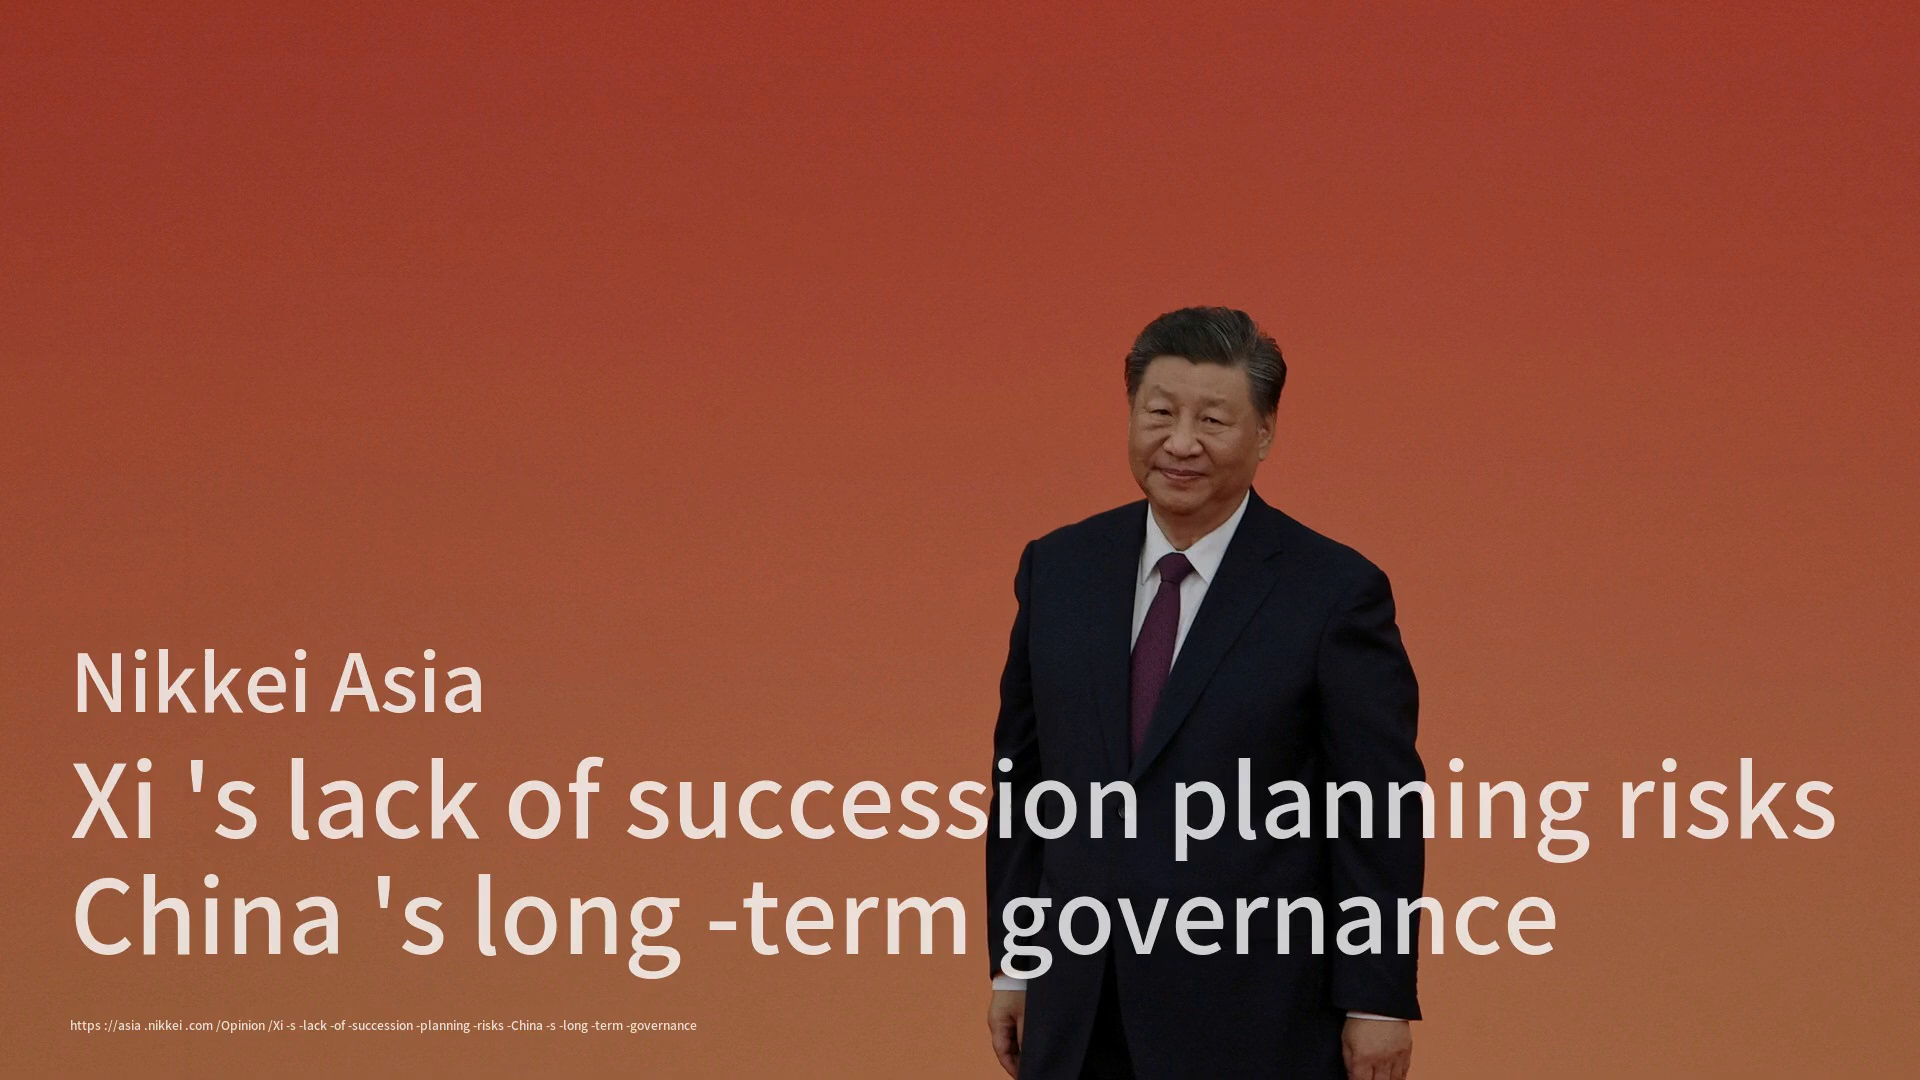 Nikkei Asia
Xi 's lack of succession planning risks
China 's long -term governance
https ://asia .nikkei .com /Opinion /Xi -s -lack -of -succession -planning -risks -China -s -long -term -governance